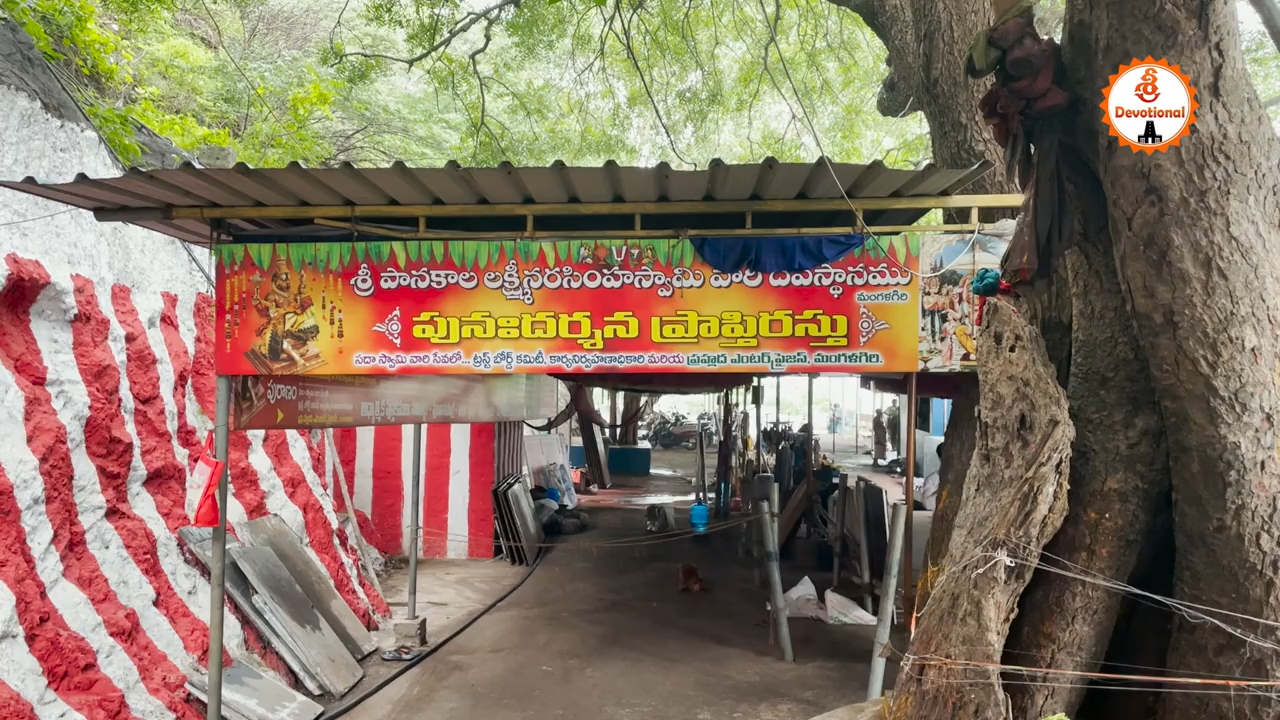 శ్రీ
Devotional
శ్రీ పానకాల లక్ష్మీనరసింహస్వామి వారి దేవస్థానము
మంగళగిరి
పునఃదర్శన ప్రాప్తిరస్తు
సదా స్వామి వారి సేవలో... ట్రస్ట్ బోర్డ్ కమిటీ, కార్యనిర్వహణాధికారి మరియు ప్రహ్లాద ఎంటర్‌ప్రైజెస్, మంగళగిరి.
పురాణం